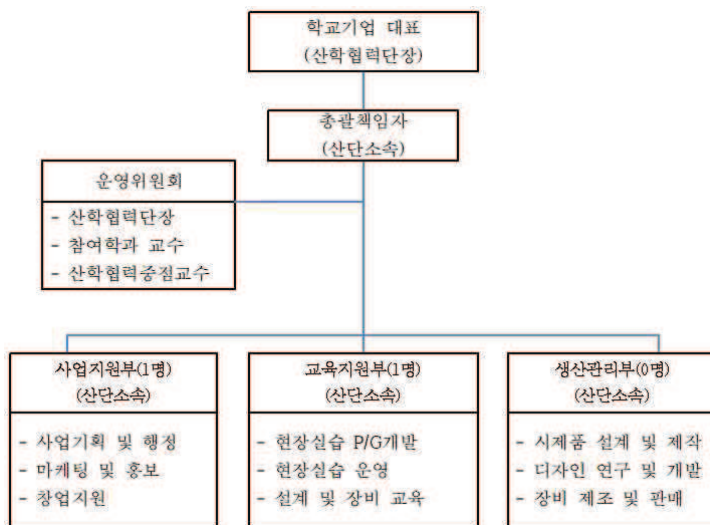 학교기업 대표
(산학협력단장)
총괄책임자
(산단소속)
운영위원회
- 산학협력단장
- 참여학과 교수
- 산학협력중점교수
사업지원부(1명)
(산단소속)
- 사업기획 및 행정
- 마케팅 및 홍보
- 창업지원
교육지원부(1명)
(산단소속)
- 현장실습 P/G개발
- 현장실습 운영
- 설계 및 장비 교육
생산관리부(0명)
(산단소속)
- 시제품 설계 및 제작
- 디자인 연구 및 개발
- 장비 제조 및 판매